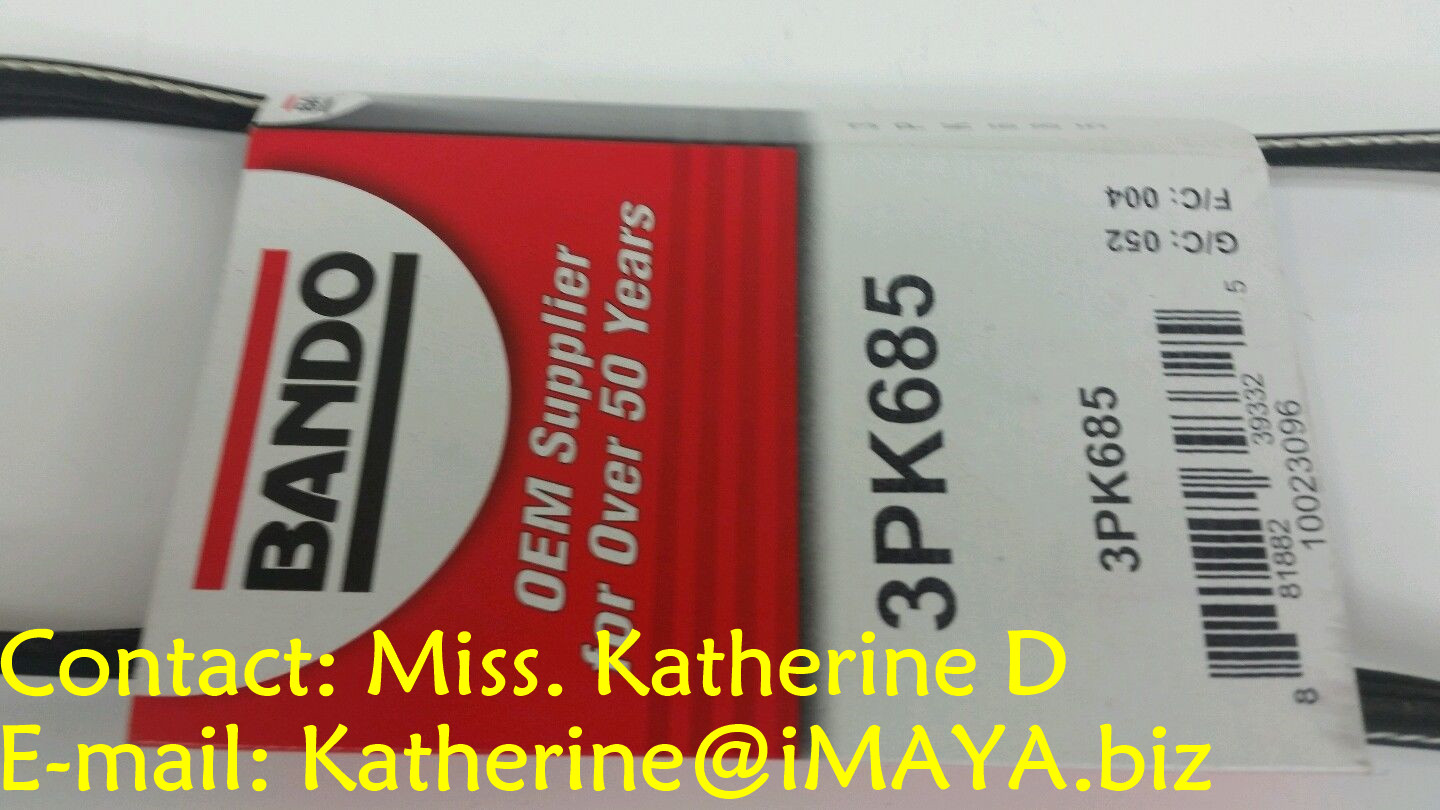 BANDO
OEM Supplier
for Over 50 Years
3PK685
3PK685
F/C: 004
G/C: 052
8 81882 39332 5
10023096
Contact: Miss. Katherine D
E-mail: Katherine@iMAYA.biz